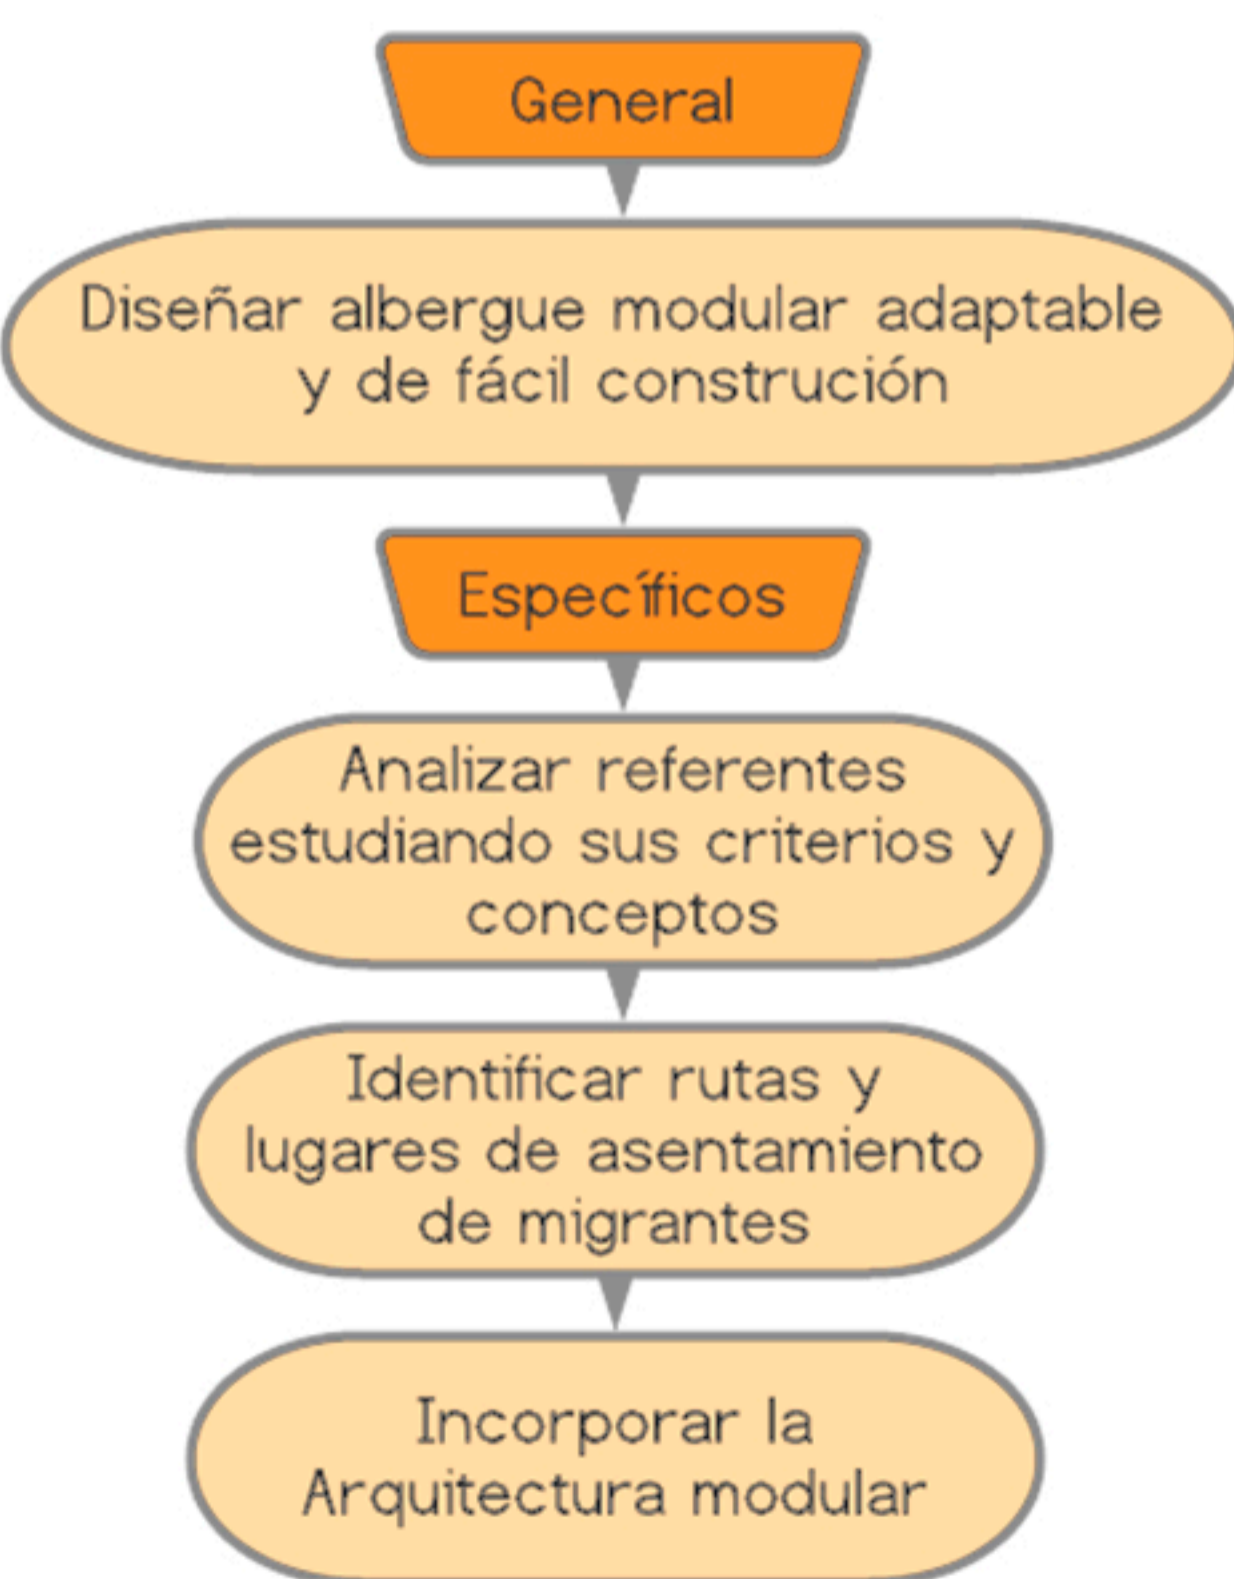 General
Diseñar albergue modular adaptable
y de fácil construción
Específicos
Analizar referentes
estudiando sus criterios y
conceptos
Identificar rutas y
lugares de asentamiento
de migrantes
Incorporar la
Arquitectura modular